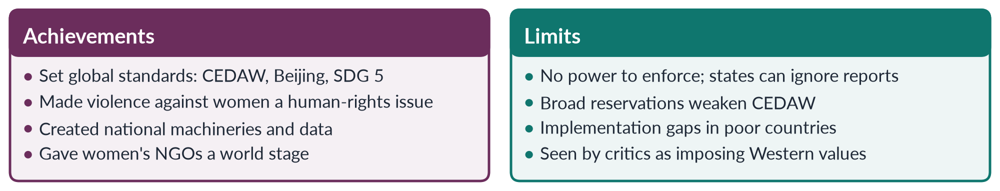 Achievements
• Set global standards: CEDAW, Beijing, SDG 5
• Made violence against women a human-rights issue
• Created national machineries and data
• Gave women's NGOs a world stage
Limits
• No power to enforce; states can ignore reports
• Broad reservations weaken CEDAW
• Implementation gaps in poor countries
• Seen by critics as imposing Western values